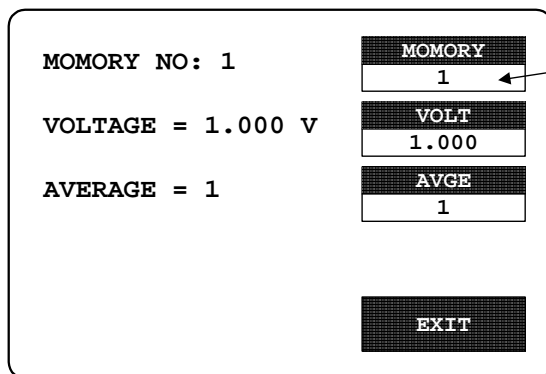 MOMORY NO: 1
VOLTAGE = 1.000 V
AVERAGE = 1
MOMORY
1
VOLT
1.000
AVGE
1
EXIT